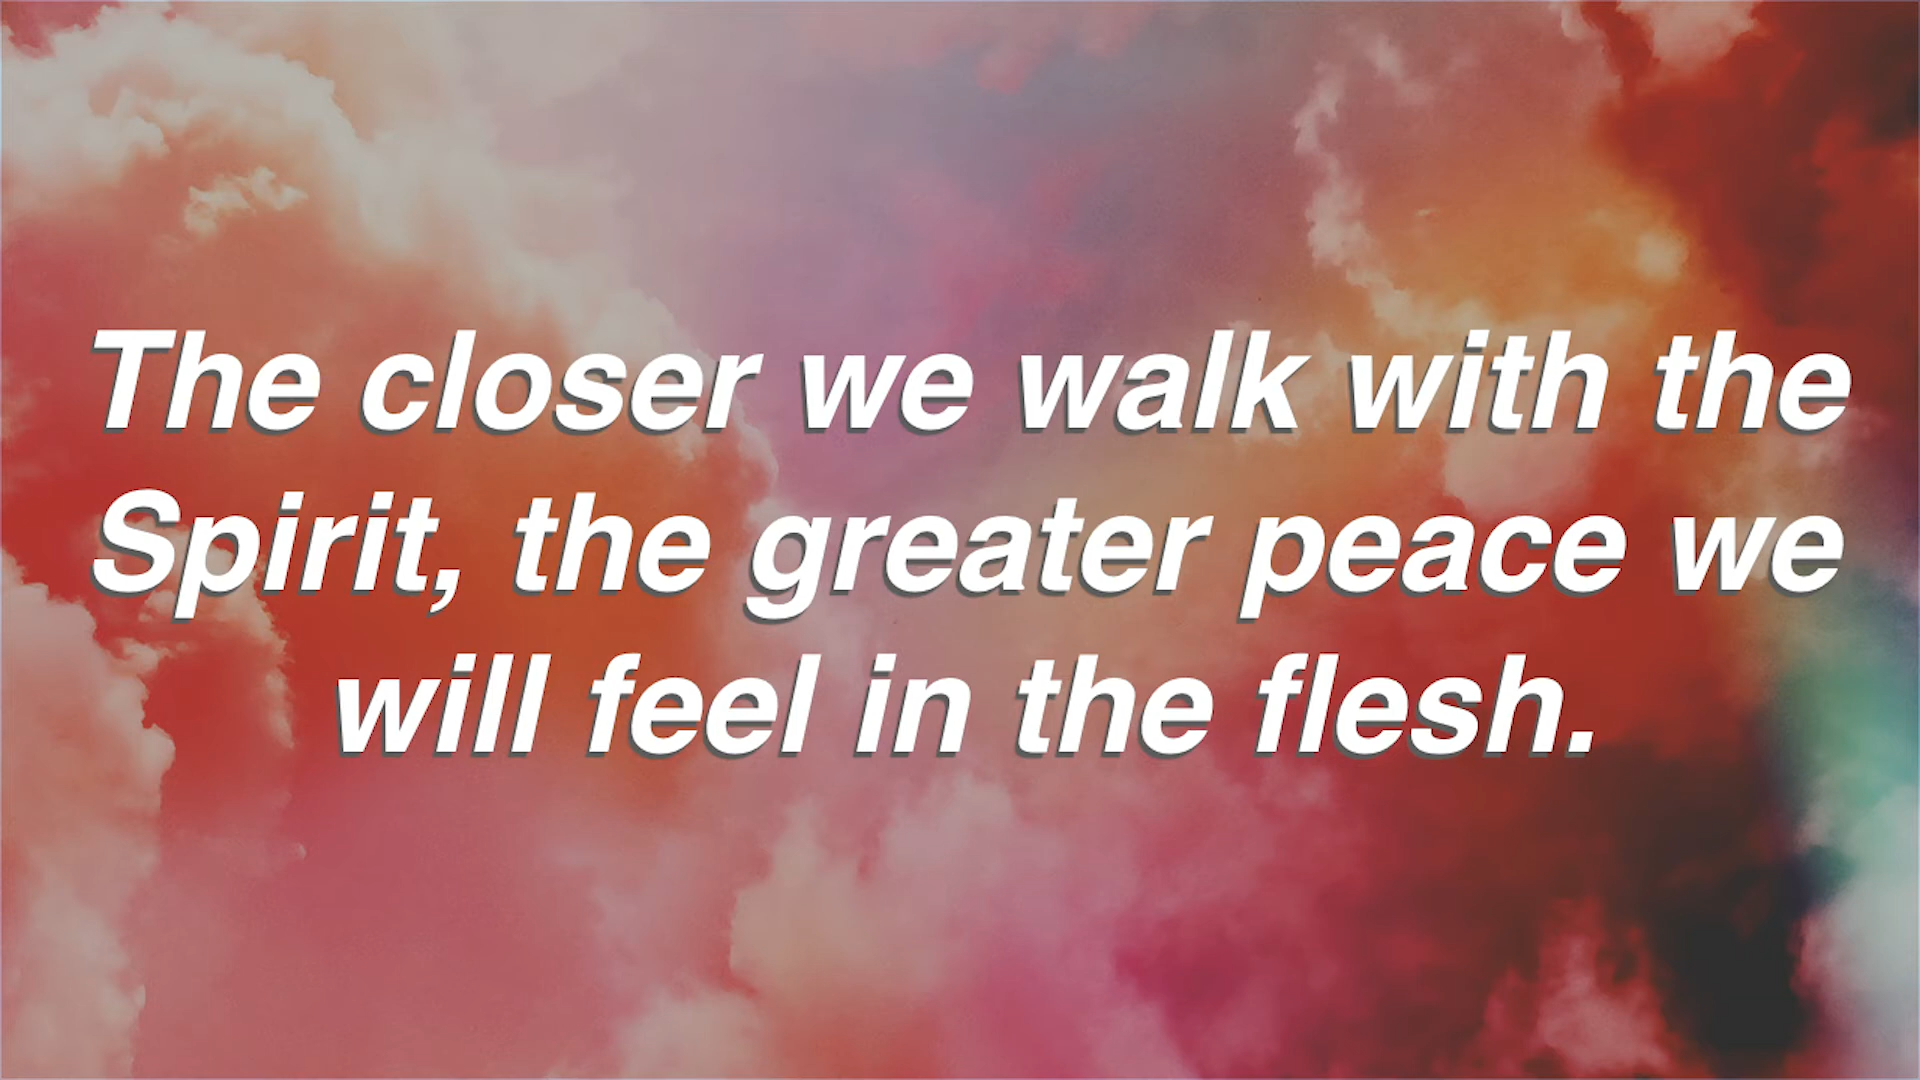 The closer we walk with the
Spirit, the greater peace we
will feel in the flesh.